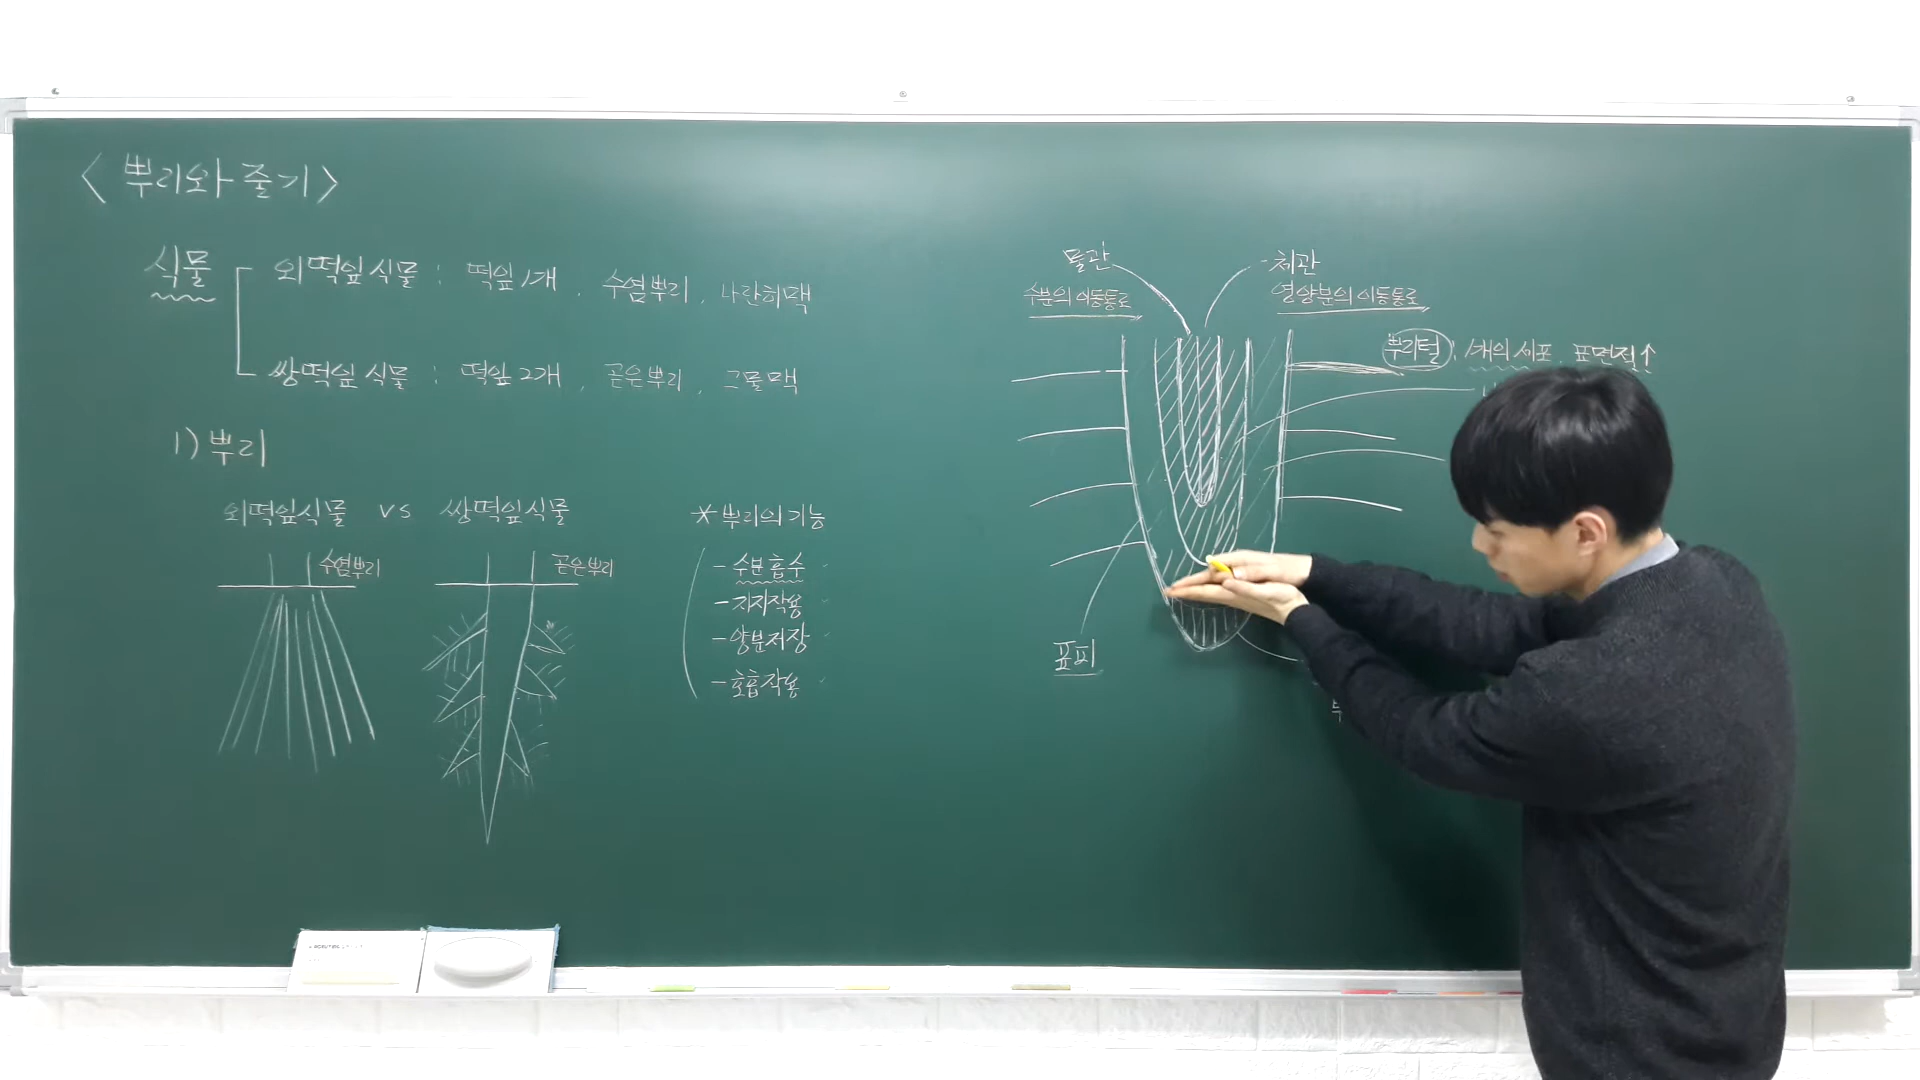 < 뿌리와 줄기 >
식물
외떡잎식물 : 떡잎 1개 , 수염뿌리 , 나란히맥
쌍떡잎식물 : 떡잎 2개 , 곧은뿌리 , 그물맥
1) 뿌리
외떡잎식물 vs 쌍떡잎식물
수염뿌리
곧은뿌리
* 뿌리의 기능
- 수분흡수
- 지지작용
- 양분저장
- 호흡작용
물관
수분의 이동통로
체관
영양분의 이동통로
뿌리털 : 1개의 세포 , 표면적↑
표피